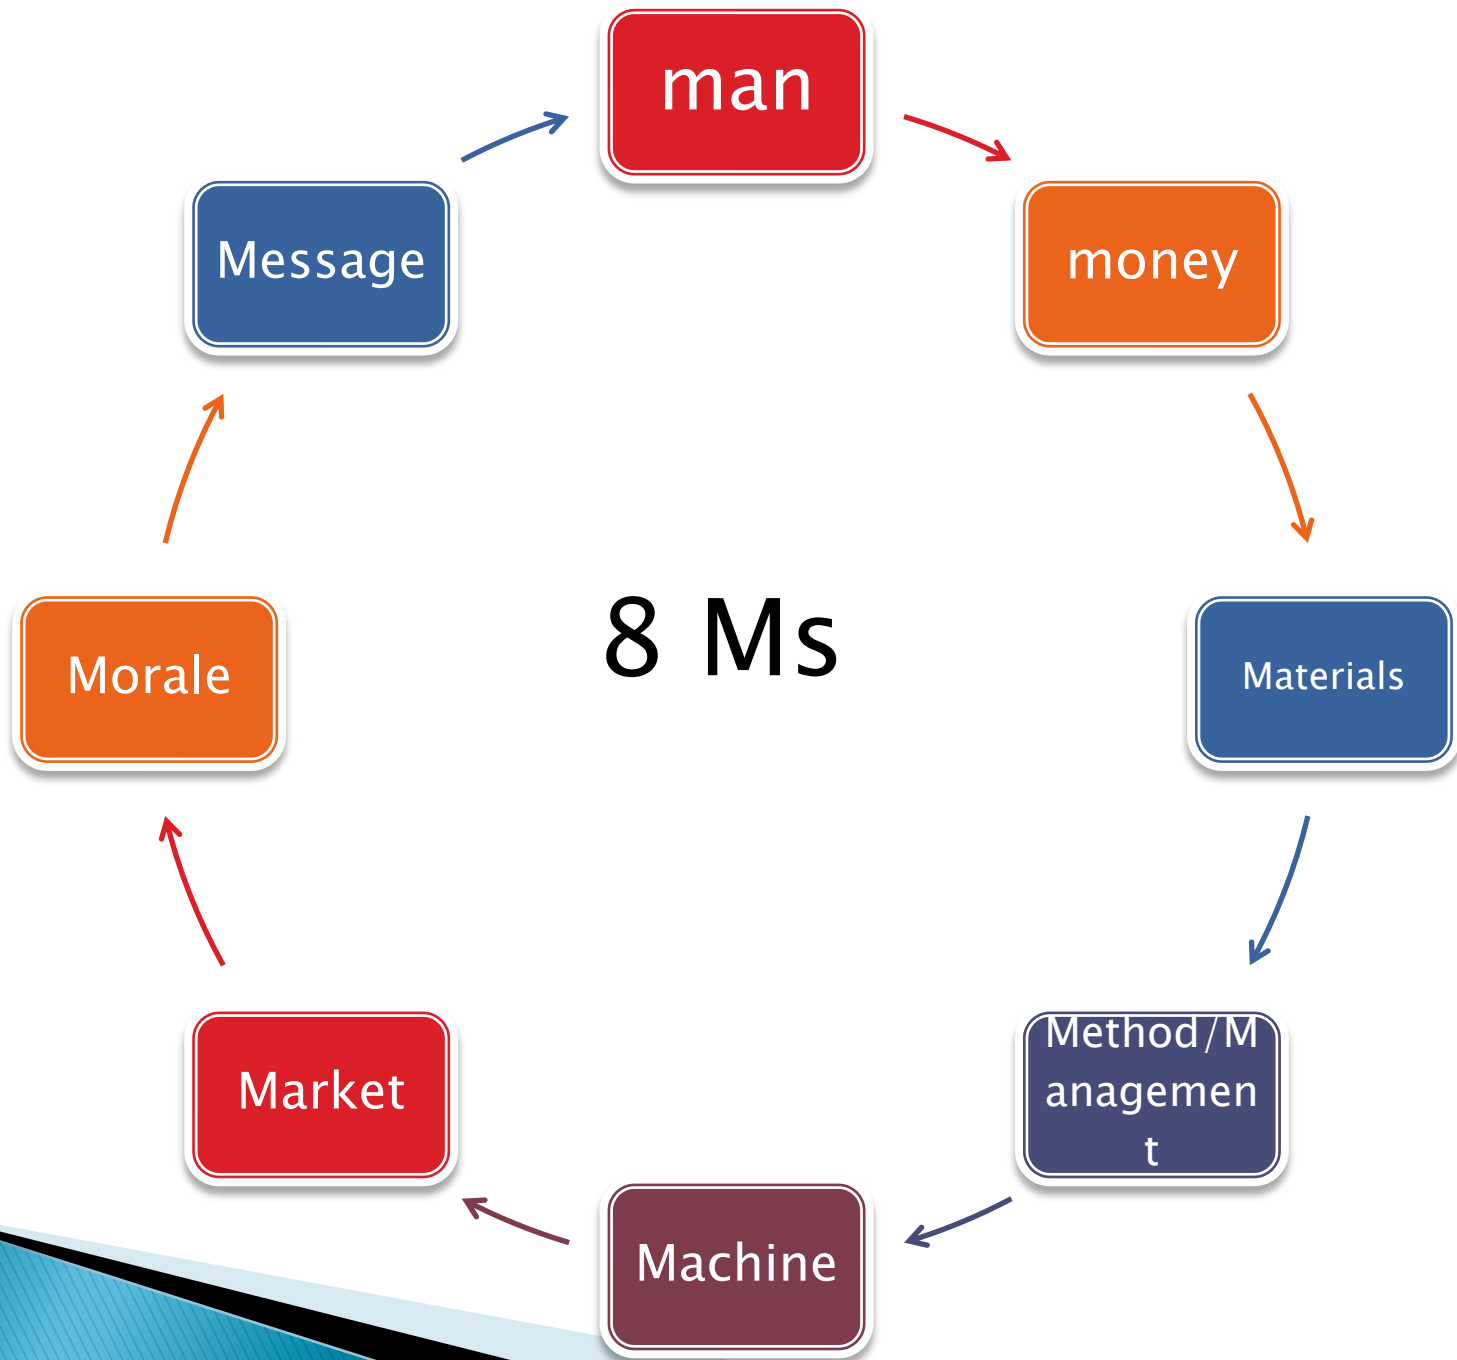 man
money
Materials
Method/M
anagemen
t
Machine
Market
Morale
Message
8 Ms